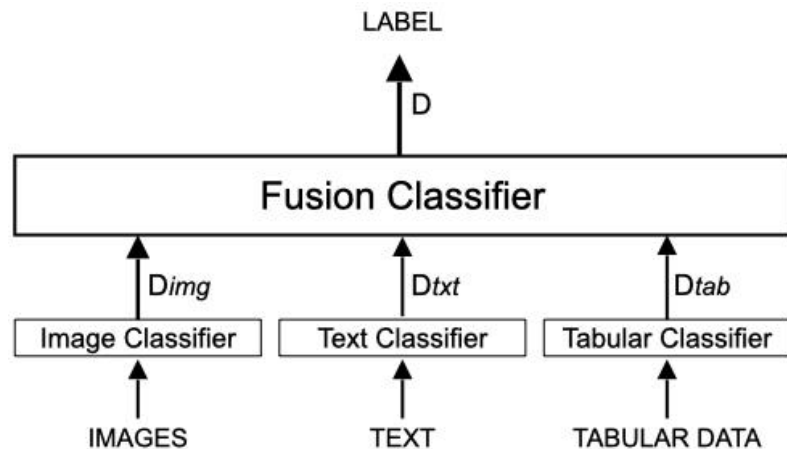 LABEL
D
Fusion Classifier
Dimg Dtxt Dtab
Image Classifier Text Classifier Tabular Classifier
IMAGES TEXT TABULAR DATA